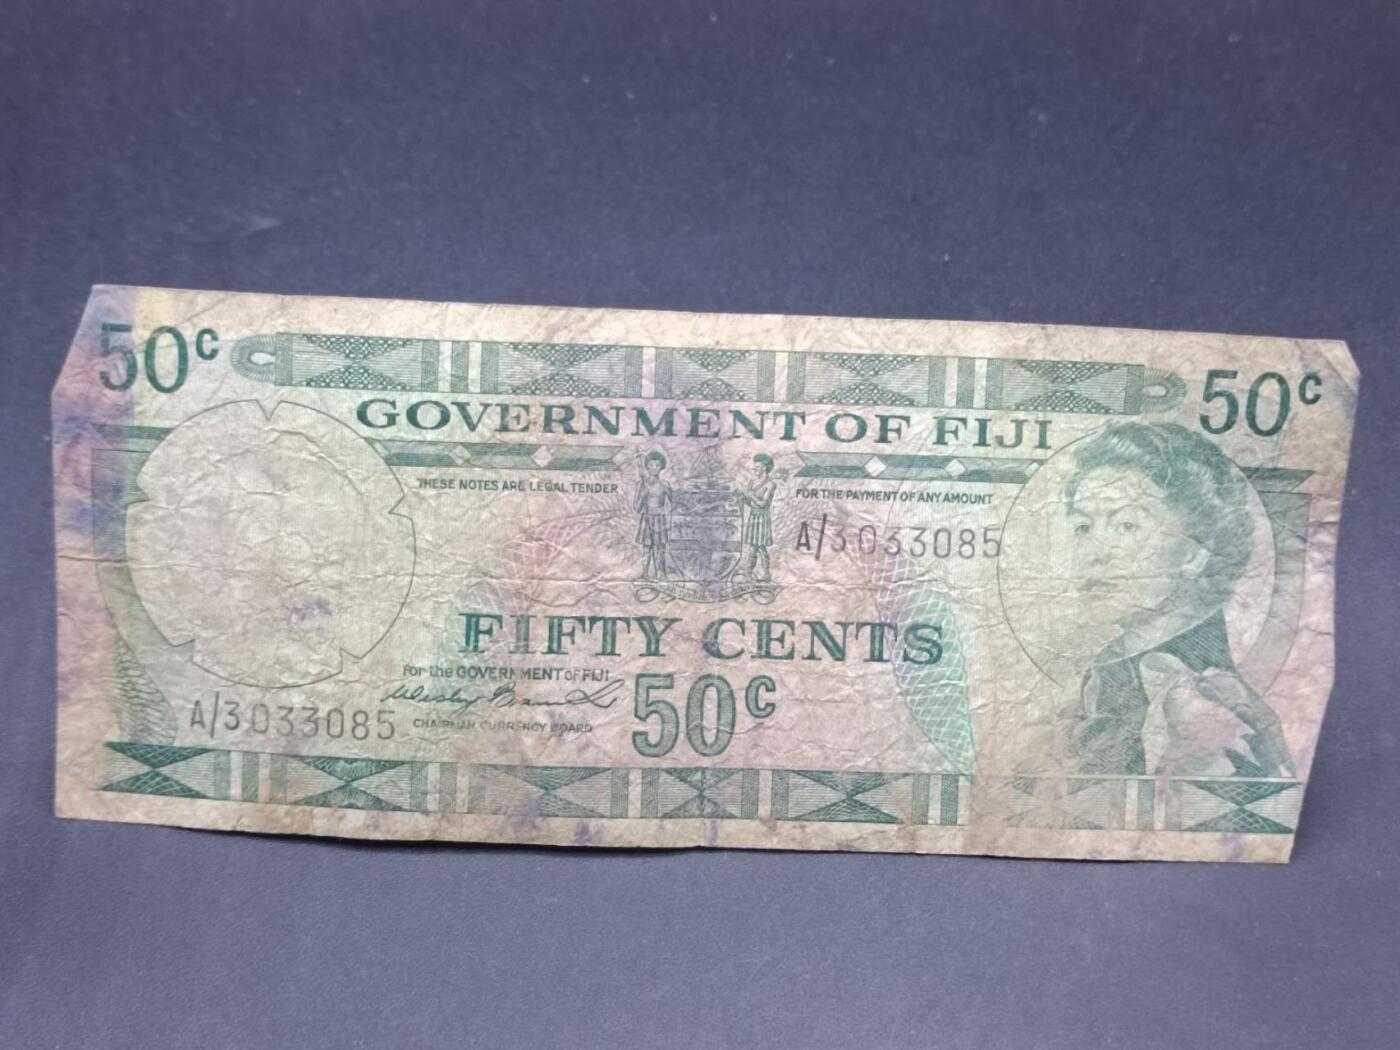 50c
50c
GOVERNMENT OF FIJI
THESE NOTES ARE LEGAL TENDER
FOR THE PAYMENT OF ANY AMOUNT
A/3033085
FIFTY CENTS
for the GOVERNMENT OF FIJI
50c
A/3033085
CHAIRMAN CURRENCY BOARD